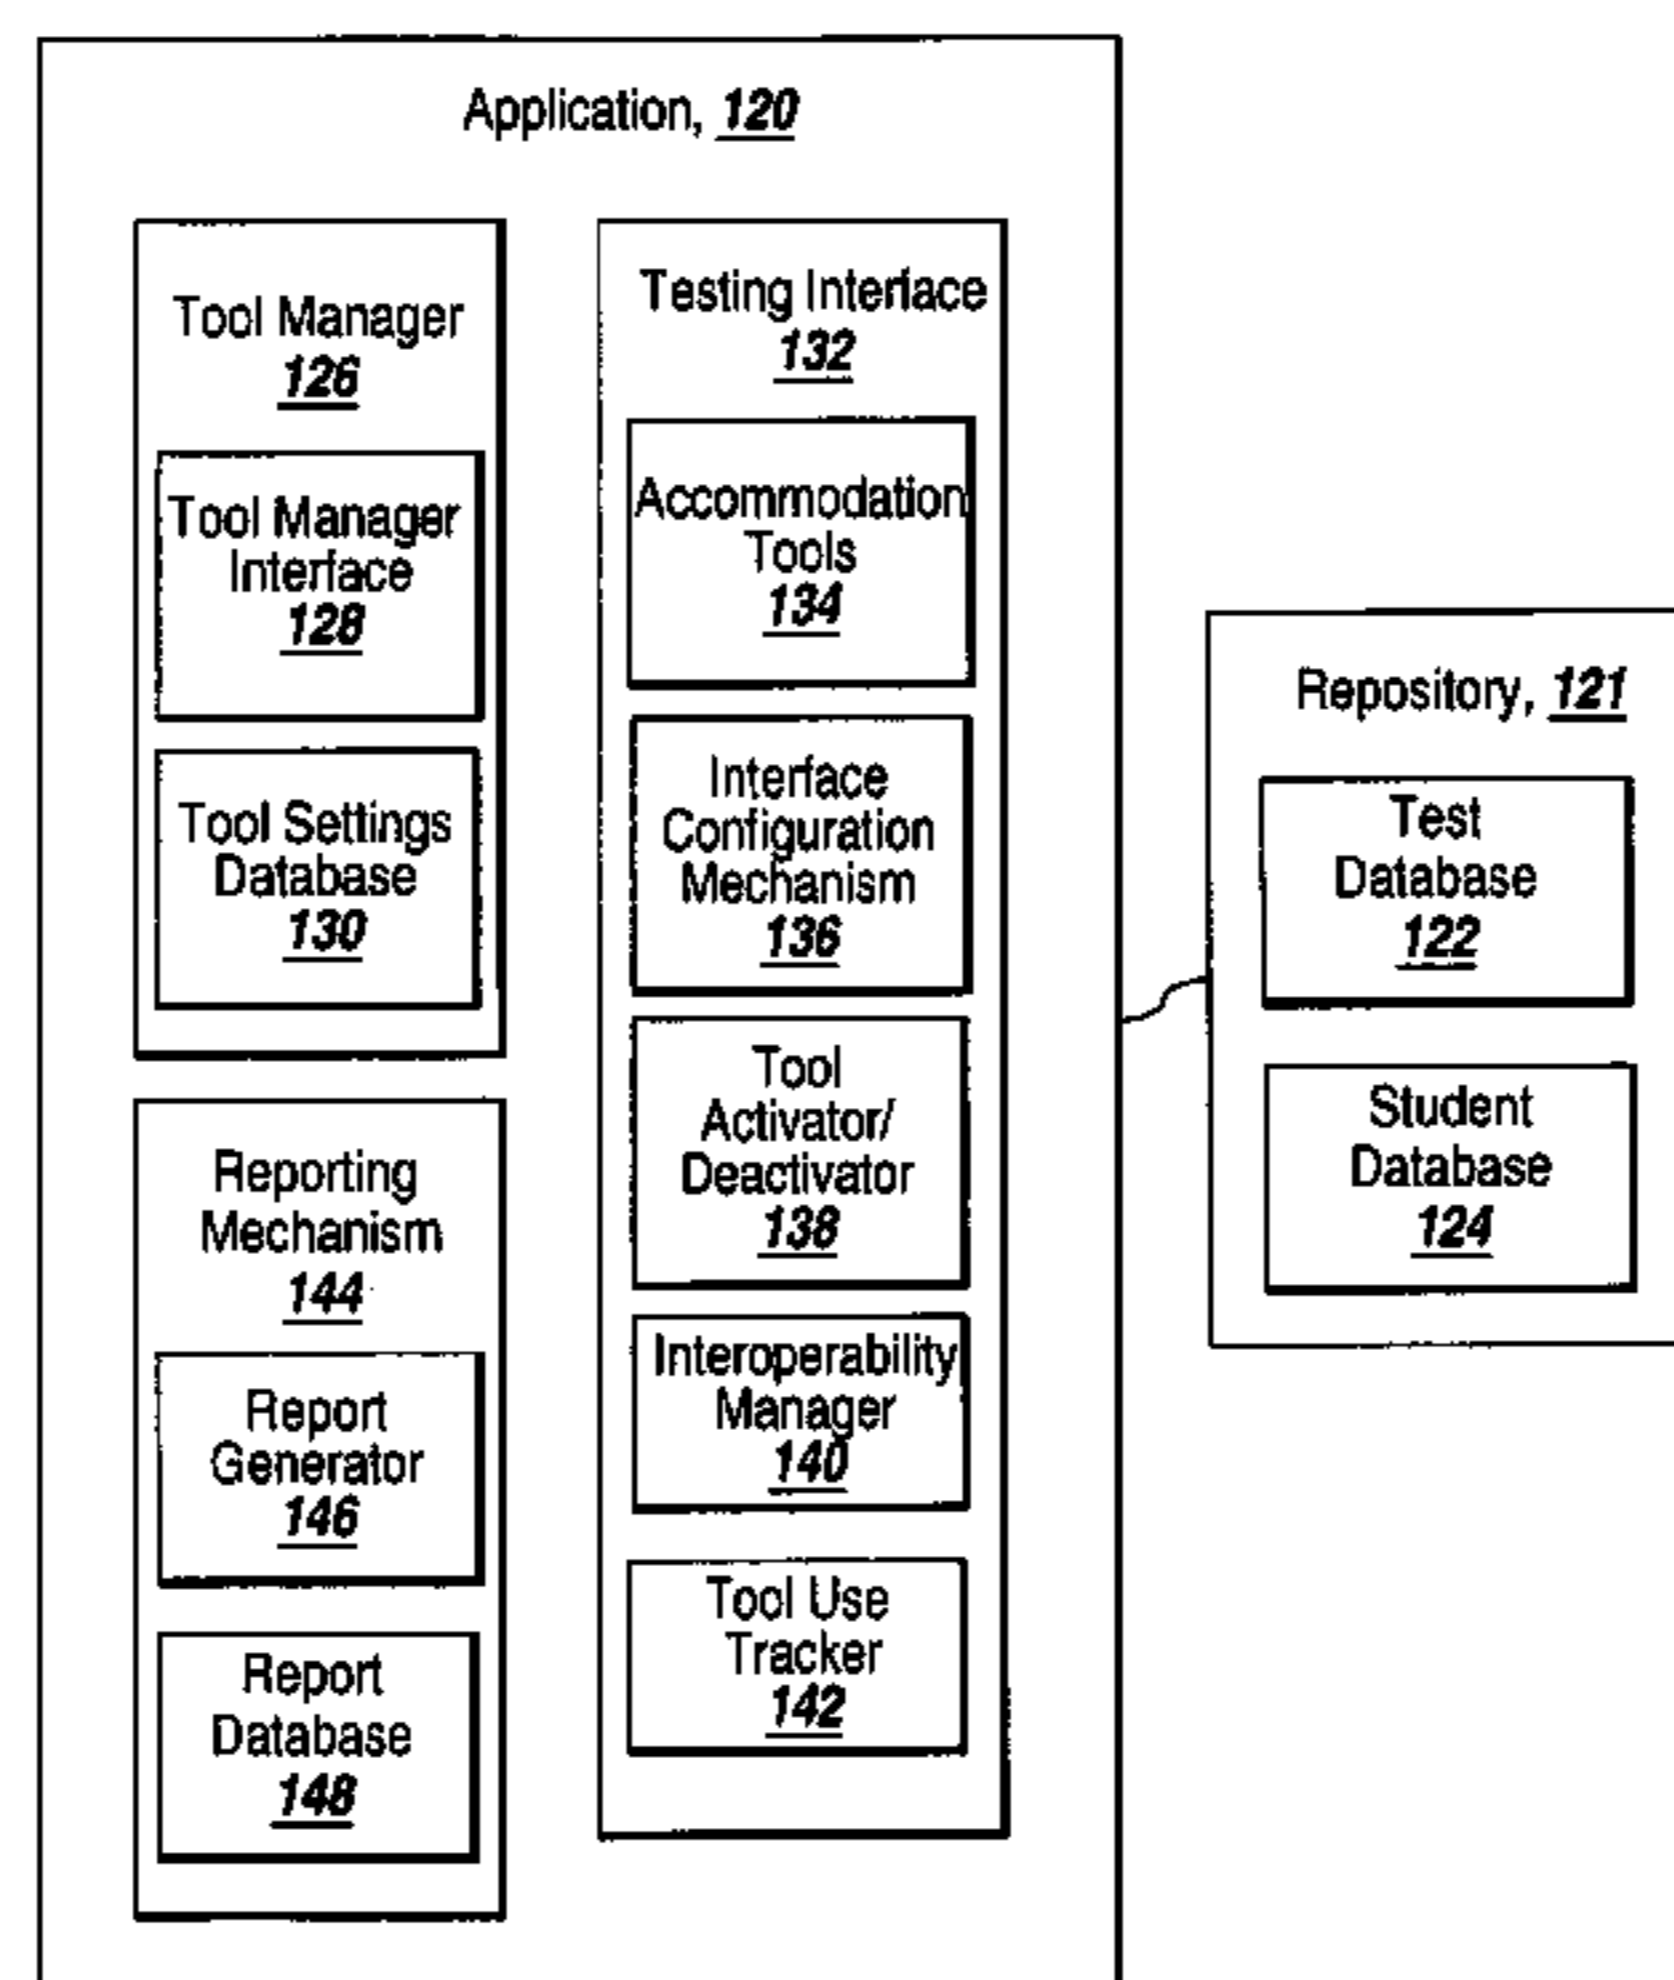 Application, 120
Tool Manager
126
Tool Manager
Interface
128
Tool Settings
Database
130
Reporting
Mechanism
144
Report
Generator
146
Report
Database
148
Testing Interface
132
Accommodation
Tools
134
Interface
Configuration
Mechanism
136
Tool
Activator/
Deactivator
138
Interoperability
Manager
140
Tool Use
Tracker
142
Repository, 121
Test
Database
122
Student
Database
124